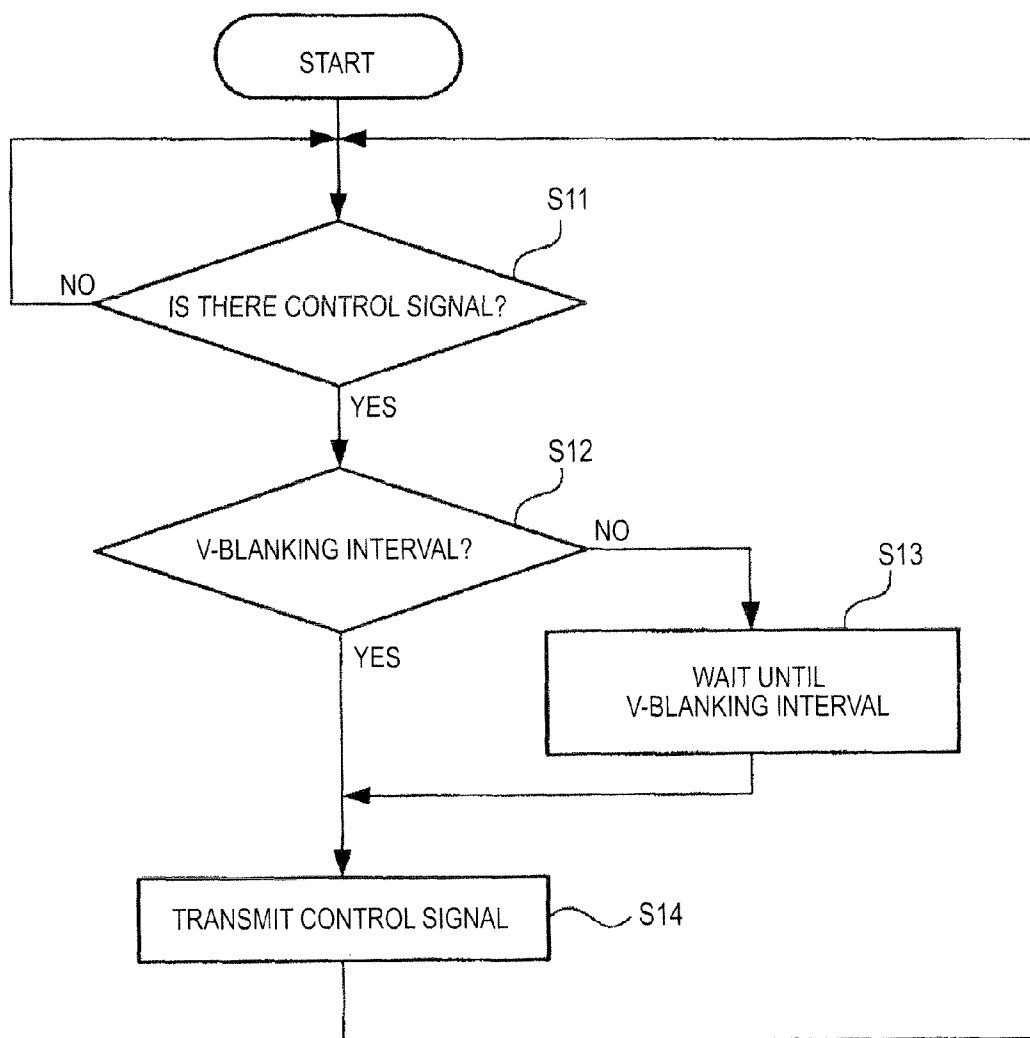 START
S11
NO
IS THERE CONTROL SIGNAL?
YES
S12
V-BLANKING INTERVAL?
NO
S13
YES
WAIT UNTIL
V-BLANKING INTERVAL
TRANSMIT CONTROL SIGNAL
S14